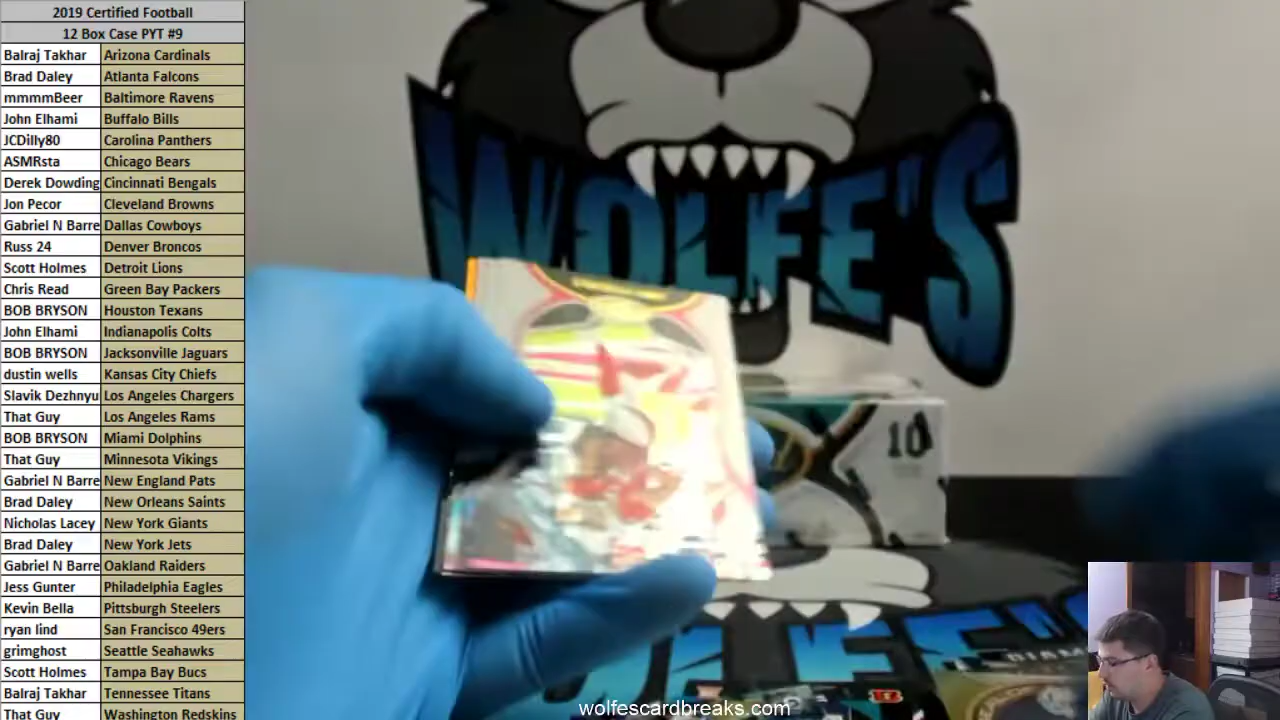 2019 Certified Football
12 Box Case PYT #9
Balraj Takhar Arizona Cardinals
Brad Daley Atlanta Falcons
mmmmBeer Baltimore Ravens
John Elhami Buffalo Bills
JCDilly80 Carolina Panthers
ASMRsta Chicago Bears
Derek Dowding Cincinnati Bengals
Jon Pecor Cleveland Browns
Gabriel N Barre Dallas Cowboys
Russ 24 Denver Broncos
Scott Holmes Detroit Lions
Chris Read Green Bay Packers
BOB BRYSON Houston Texans
John Elhami Indianapolis Colts
BOB BRYSON Jacksonville Jaguars
dustin wells Kansas City Chiefs
Slavik Dezhnyu Los Angeles Chargers
That Guy Los Angeles Rams
BOB BRYSON Miami Dolphins
That Guy Minnesota Vikings
Gabriel N Barre New England Pats
Brad Daley New Orleans Saints
Nicholas Lacey New York Giants
Brad Daley New York Jets
Gabriel N Barre Oakland Raiders
Jess Gunter Philadelphia Eagles
Kevin Bella Pittsburgh Steelers
ryan lind San Francisco 49ers
grimghost Seattle Seahawks
Scott Holmes Tampa Bay Bucs
Balraj Takhar Tennessee Titans
That Guy Washington Redskins
WOLFE'S
10
wolfescardbreaks.com